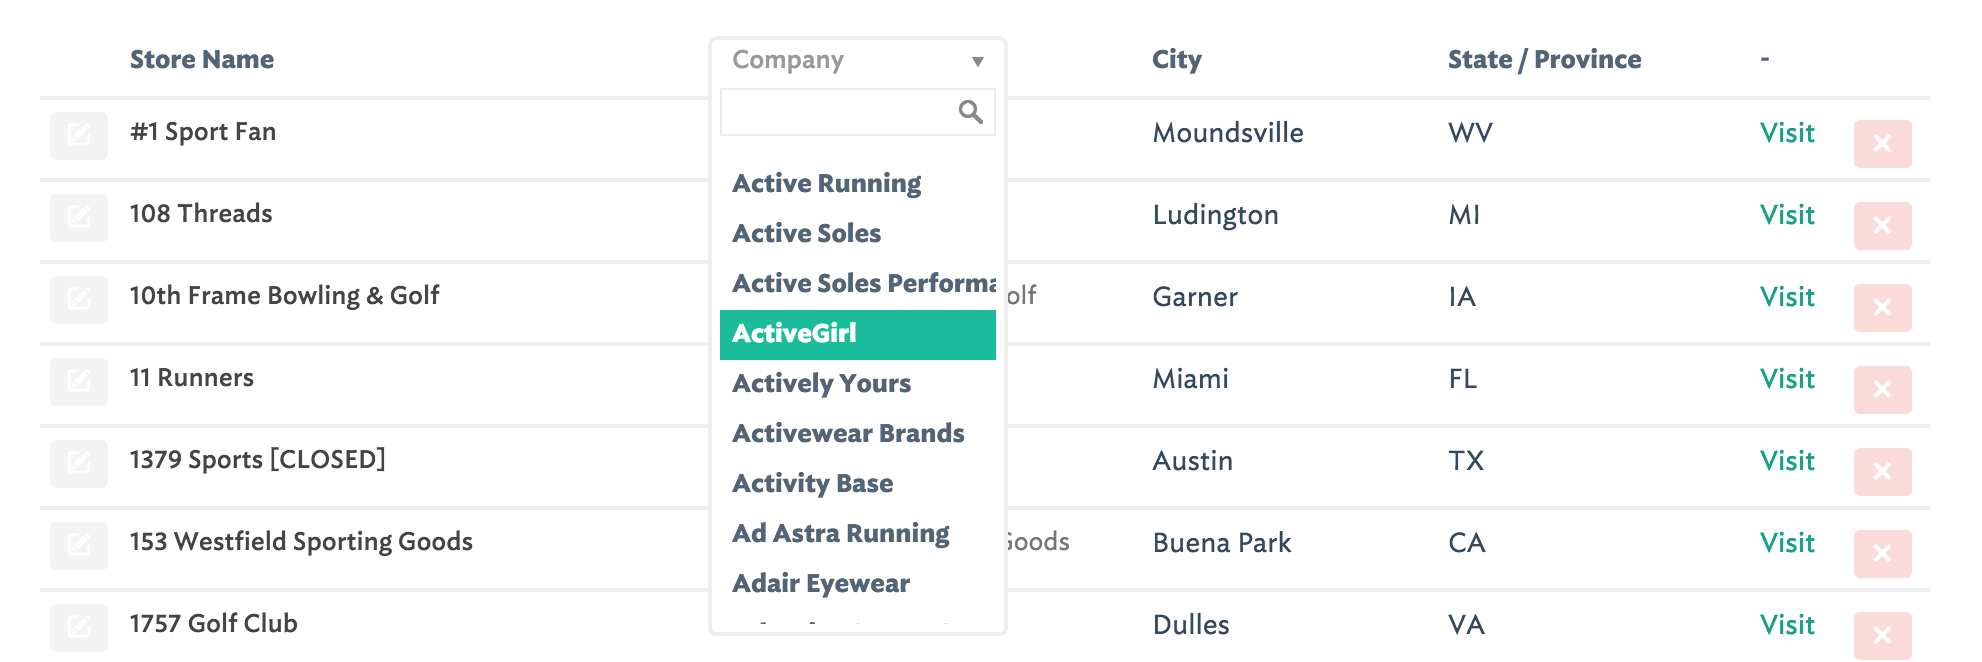 Store Name Company City State / Province -
#1 Sport Fan Moundsville WV Visit
Active Running
108 Threads Ludington MI Visit
Active Soles
10th Frame Bowling & Golf Active Soles Performa olf Garner IA Visit
ActiveGirl
11 Runners Actively Yours Miami FL Visit
Activewear Brands
1379 Sports [CLOSED] Austin TX Visit
Activity Base
153 Westfield Sporting Goods Ad Astra Running Goods Buena Park CA Visit
Adair Eyewear
1757 Golf Club Dulles VA Visit